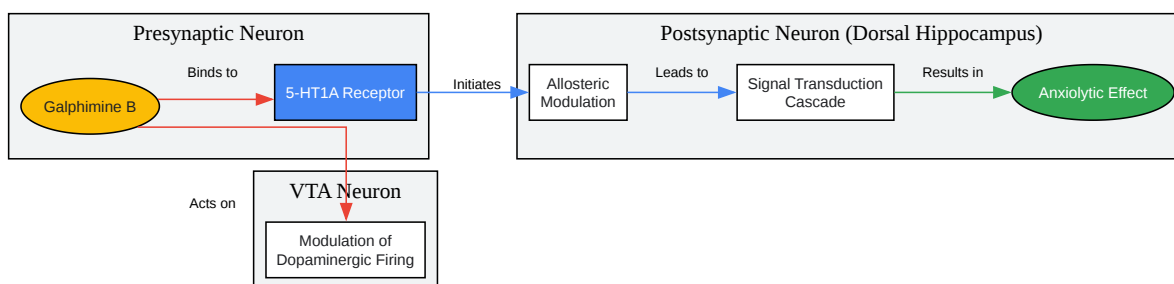 Presynaptic Neuron
Postsynaptic Neuron (Dorsal Hippocampus)
Galphimine B
Binds to
5-HT1A Receptor
Initiates
Allosteric
Modulation
Leads to
Signal Transduction
Cascade
Results in
Anxiolytic Effect
Acts on
VTA Neuron
Modulation of
Dopaminergic Firing